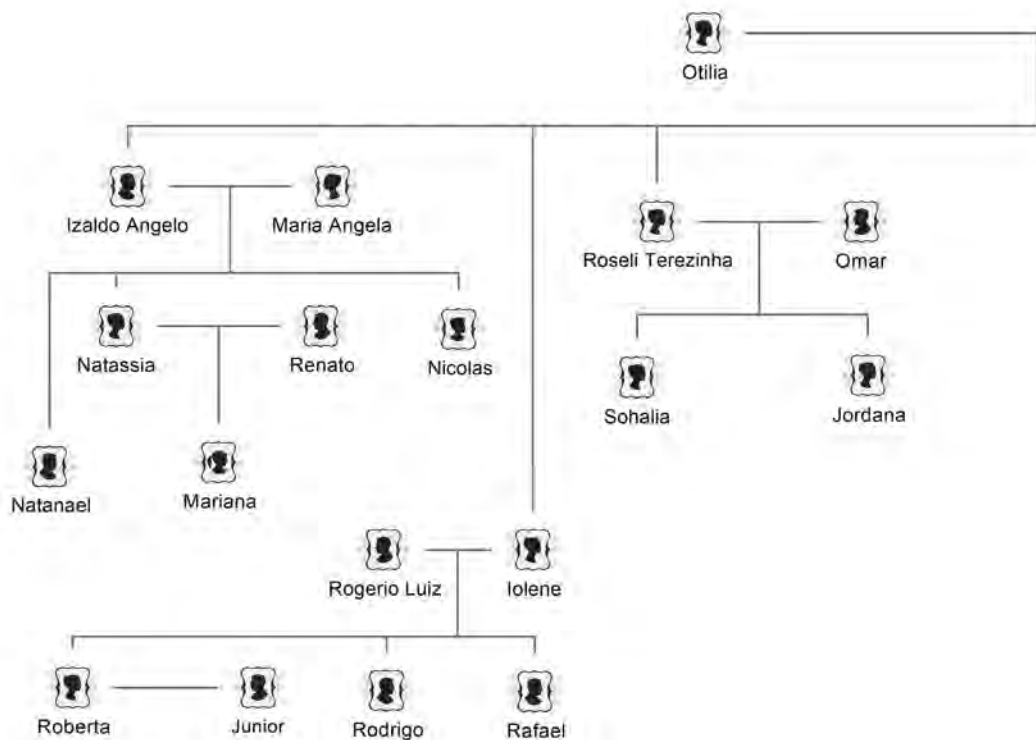 Otilia
Izaldo Angelo
Maria Angela
Roseli Terezinha
Omar
Natassia
Renato
Nicolas
Sohalia
Jordana
Natanael
Mariana
Rogerio Luiz
Iolene
Roberta
Junior
Rodrigo
Rafael